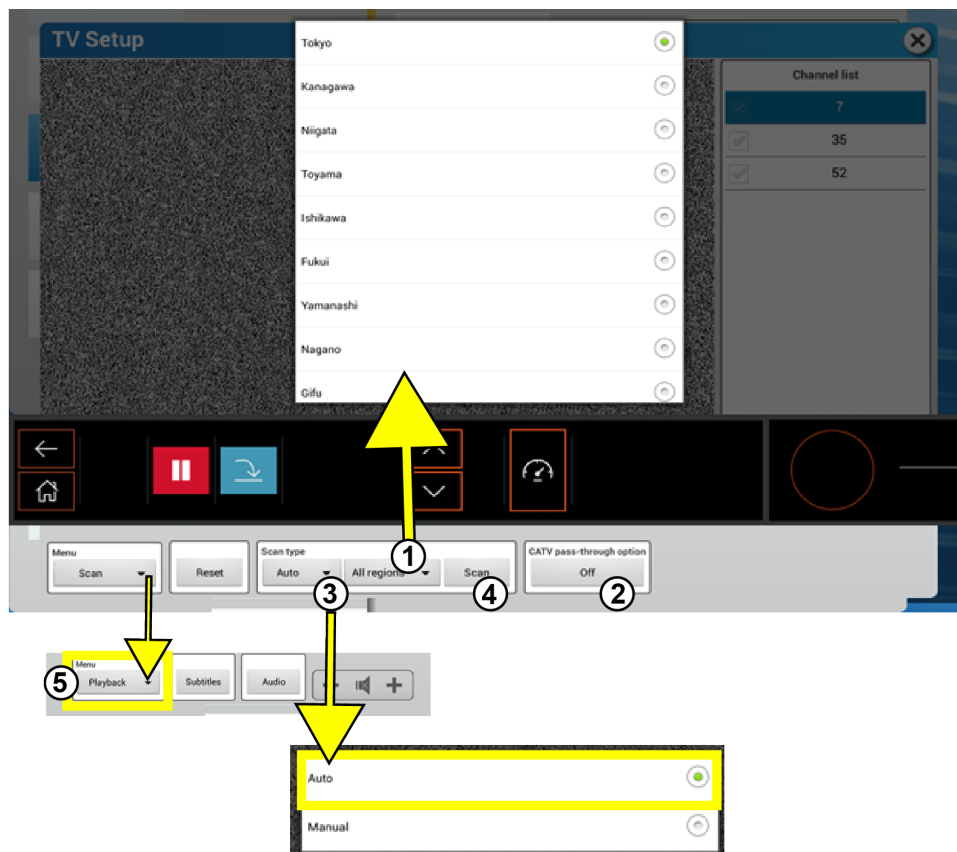 TV Setup
Tokyo
Kanagawa
Niigata
Toyama
Ishikawa
Fukui
Yamanashi
Nagano
Gifu
Channel list
7
35
52
Menu
Scan
Reset
Scan type
Auto
All regions
Scan
CATV pass-through option
Off
1
2
3
4
5
Menu
Playback
Subtitles
Audio
Auto
Manual